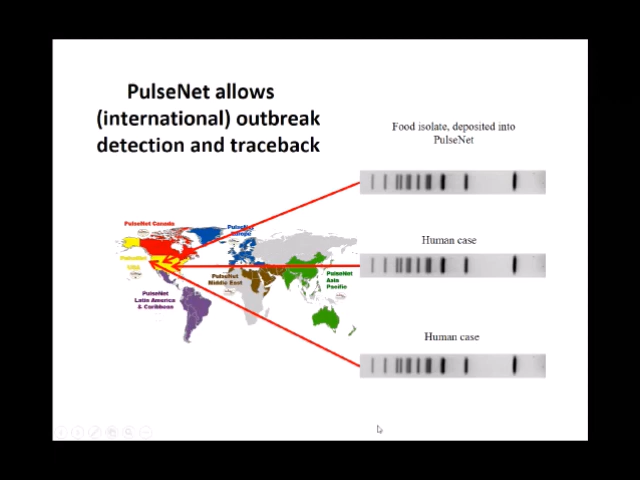 PulseNet allows
(international) outbreak
detection and traceback
Food isolate, deposited into
PulseNet
Human case
Human case
PulseNet Canada
PulseNet
Europe
PulseNet
USA
PulseNet
Middle East
PulseNet
Asia
Pacific
PulseNet
Latin America
& Caribbean